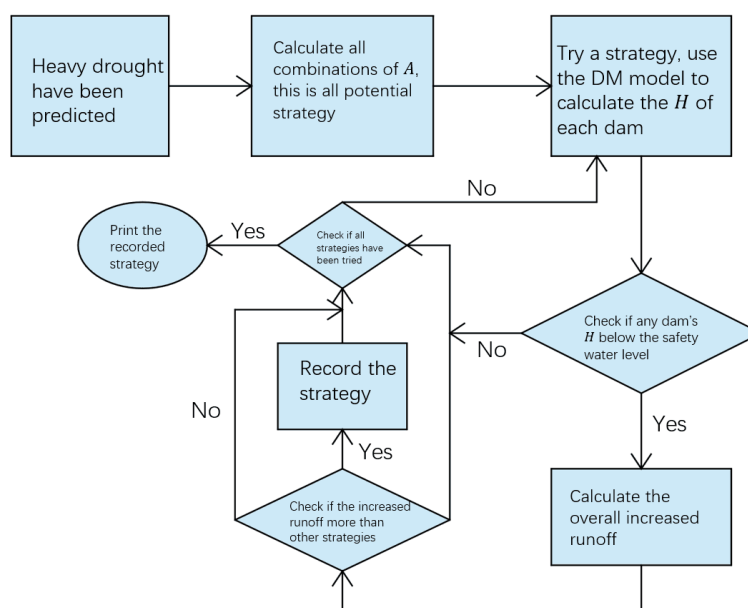 Heavy drought
have been
predicted
Calculate all
combinations of A,
this is all potential
strategy
Try a strategy, use
the DM model to
calculate the H of
each dam
No
Print the
recorded
strategy
Yes
Check if all
strategies have
been tried
Check if any dam's
H below the safety
water level
No
Record the
strategy
No
Yes
Yes
Check if the increased
runoff more than
other strategies
Calculate the
overall increased
runoff